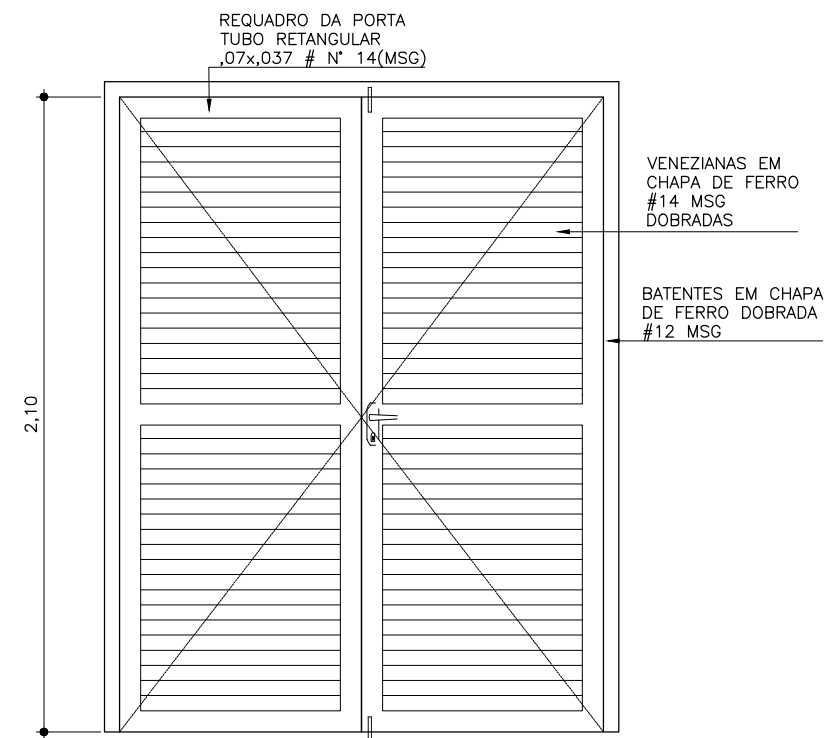 REQUADRO DA PORTA
TUBO RETANGULAR
,07x,037 # N° 14(MSG)
VENEZIANAS EM
CHAPA DE FERRO
#14 MSG
DOBRADAS
BATENTES EM CHAPA
DE FERRO DOBRADA
#12 MSG
2,10